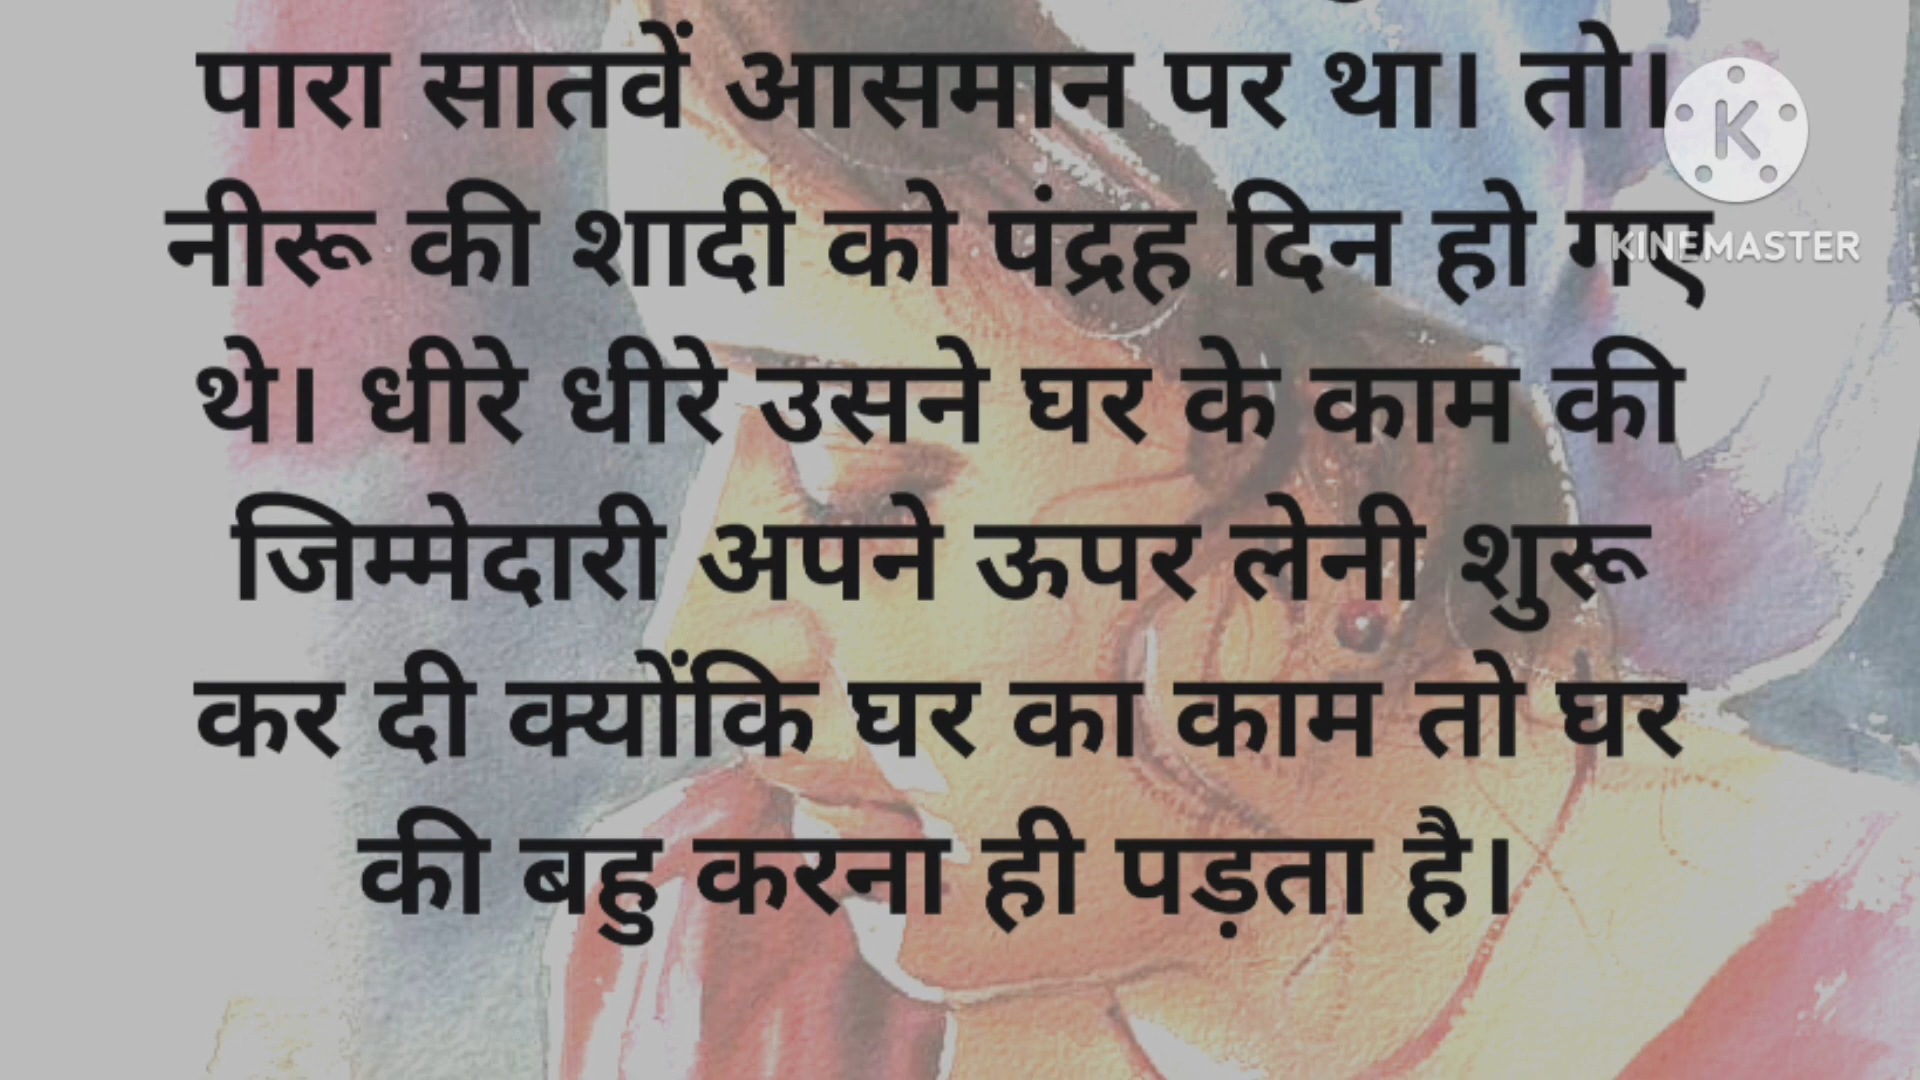 पारा सातवें आसमान पर था। तो।
नीरू की शादी को पंद्रह दिन हो गए
थे। धीरे धीरे उसने घर के काम की
जिम्मेदारी अपने ऊपर लेनी शुरू
कर दी क्योंकि घर का काम तो घर
की बहु करना ही पड़ता है।
K
KINEMASTER